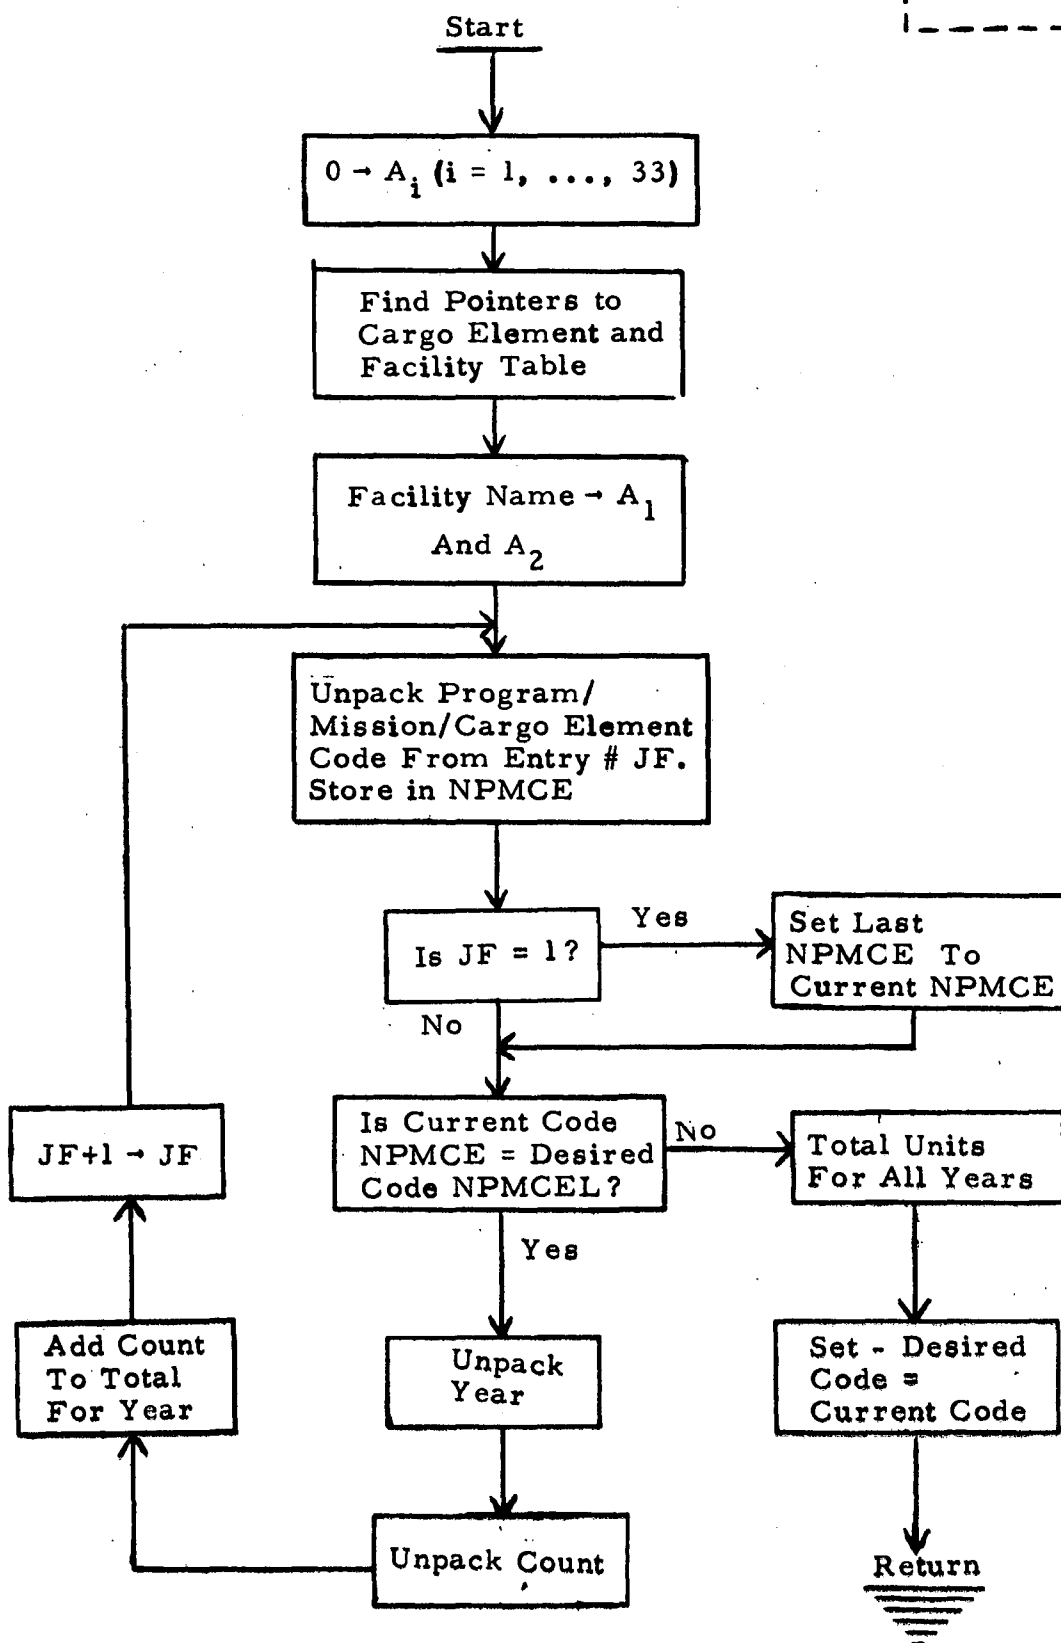 Start
0 → A_i (i = 1, ..., 33)
Find Pointers to
Cargo Element and
Facility Table
Facility Name → A_1
And A_2
Unpack Program/
Mission/Cargo Element
Code From Entry # JF.
Store in NPMCE
Is JF = 1?
Yes
Set Last
NPMCE To
Current NPMCE
No
Is Current Code
NPMCE = Desired
Code NPMCEL?
No
Total Units
For All Years
Yes
JF+1 → JF
Unpack
Year
Set - Desired
Code =
Current Code
Add Count
To Total
For Year
Unpack Count
Return